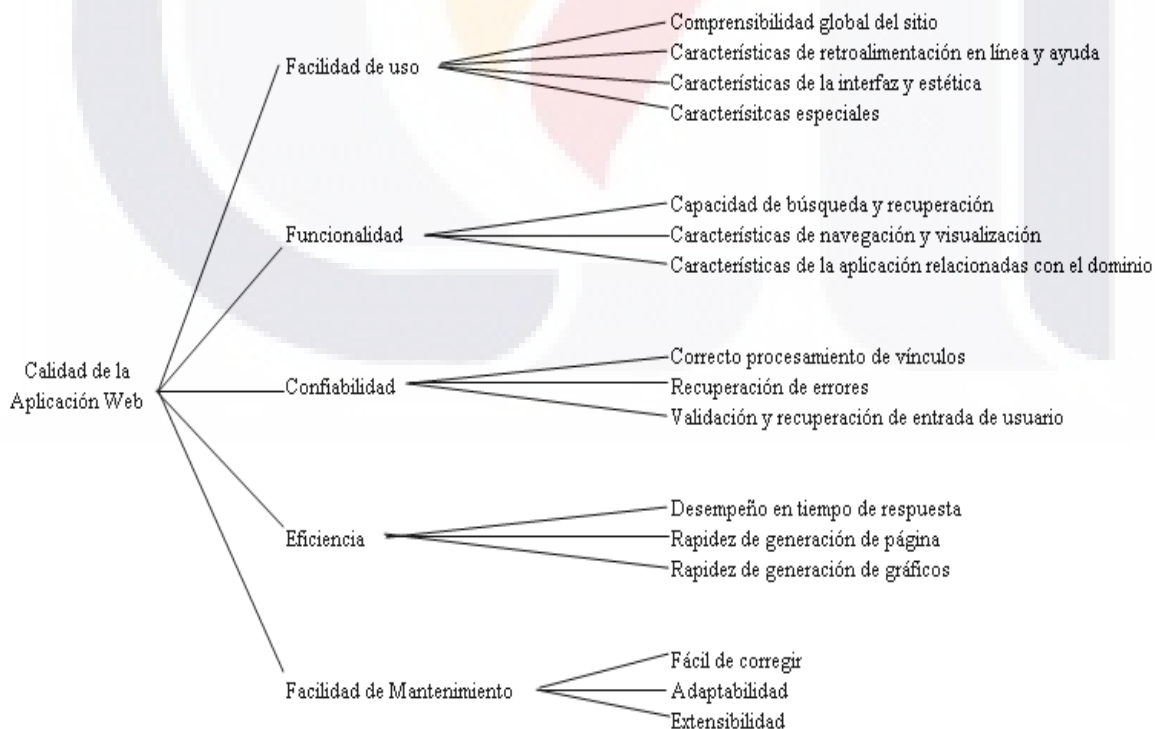 Calidad de la
Aplicación Web
Facilidad de uso
Comprensibilidad global del sitio
Características de retroalimentación en línea y ayuda
Características de la interfaz y estética
Caracterísitcas especiales
Funcionalidad
Capacidad de búsqueda y recuperación
Características de navegación y visualización
Características de la aplicación relacionadas con el dominio
Confiabilidad
Correcto procesamiento de vínculos
Recuperación de errores
Validación y recuperación de entrada de usuario
Eficiencia
Desempeño en tiempo de respuesta
Rapidez de generación de página
Rapidez de generación de gráficos
Facilidad de Mantenimiento
Fácil de corregir
Adaptabilidad
Extensibilidad